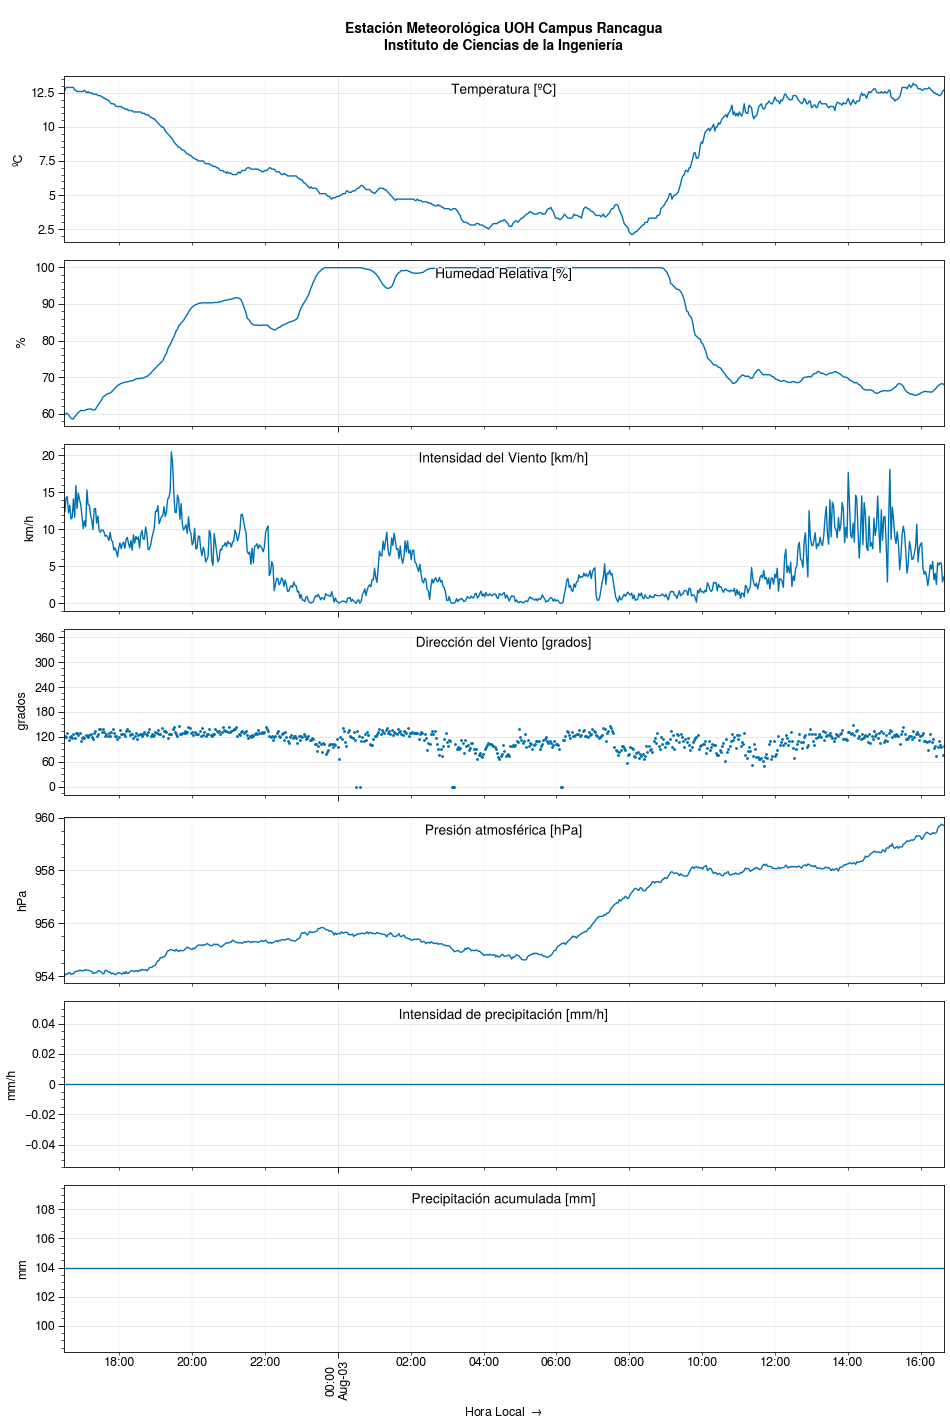 Estación Meteorológica UOH Campus Rancagua
Instituto de Ciencias de la Ingeniería
Temperatura [ºC]
12.5
10
7.5
5
2.5
ºC
Humedad Relativa [%]
100
90
80
70
60
%
Intensidad del Viento [km/h]
20
15
10
5
0
km/h
Dirección del Viento [grados]
360
300
240
180
120
60
0
grados
Presión atmosférica [hPa]
960
958
956
954
hPa
Intensidad de precipitación [mm/h]
0.04
0.02
0
−0.02
−0.04
mm/h
Precipitación acumulada [mm]
108
106
104
102
100
mm
18:00 20:00 22:00 00:00 02:00 04:00 06:00 08:00 10:00 12:00 14:00 16:00
Aug-03
Hora Local →